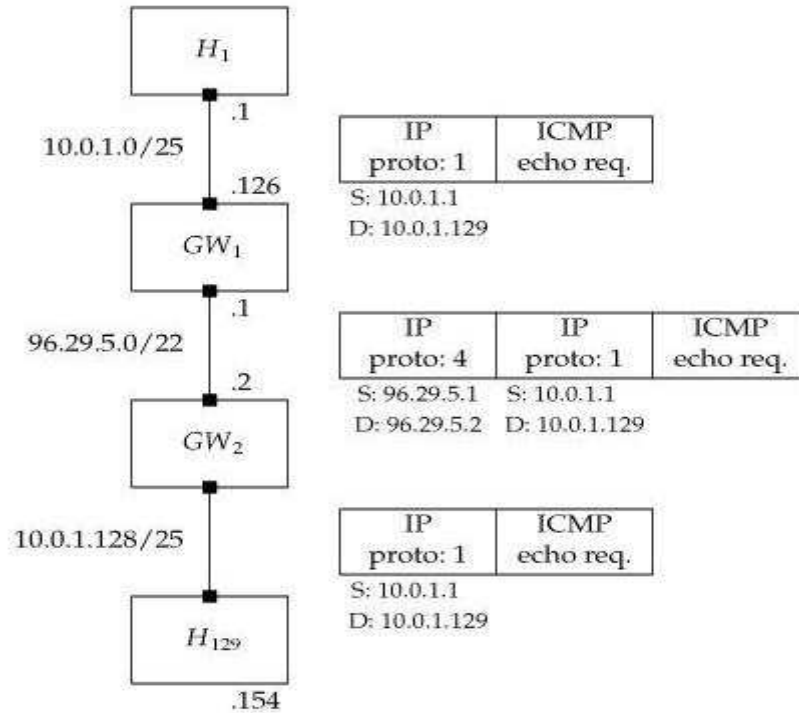 H1
.1
10.0.1.0/25
IP ICMP
proto: 1 echo req.
.126
S: 10.0.1.1
D: 10.0.1.129
GW1
.1
96.29.5.0/22
IP IP ICMP
proto: 4 proto: 1 echo req.
.2
S: 96.29.5.1 S: 10.0.1.1
D: 96.29.5.2 D: 10.0.1.129
GW2
10.0.1.128/25
IP ICMP
proto: 1 echo req.
S: 10.0.1.1
D: 10.0.1.129
H129
.154